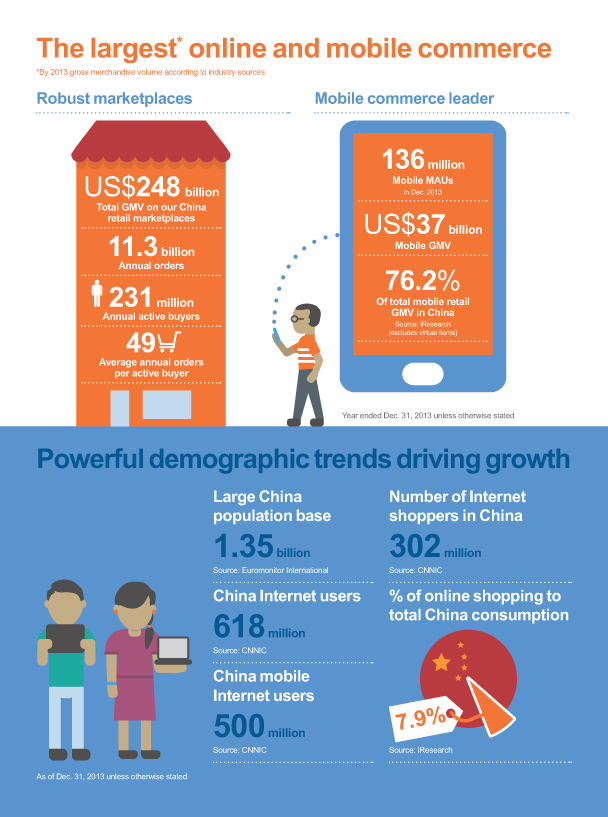 The largest* online and mobile commerce
*By 2013 gross merchandise volume according to industry sources
Robust marketplaces
US$248 billion
Total GMV on our China
retail marketplaces
11.3 billion
Annual orders
231 million
Annual active buyers
49
Average annual orders
per active buyer
Mobile commerce leader
136 million
Mobile MAUs
in Dec. 2013
US$37 billion
Mobile GMV
76.2%
Of total mobile retail
GMV in China
Source: iResearch
(excludes virtual items)
Year ended Dec. 31, 2013 unless otherwise stated
Powerful demographic trends driving growth
Large China
population base
1.35 billion
Source: Euromonitor International
China Internet users
618 million
Source: CNNIC
China mobile
Internet users
500 million
Source: CNNIC
Number of Internet
shoppers in China
302 million
Source: CNNIC
% of online shopping to
total China consumption
7.9%
Source: iResearch
As of Dec. 31, 2013 unless otherwise stated